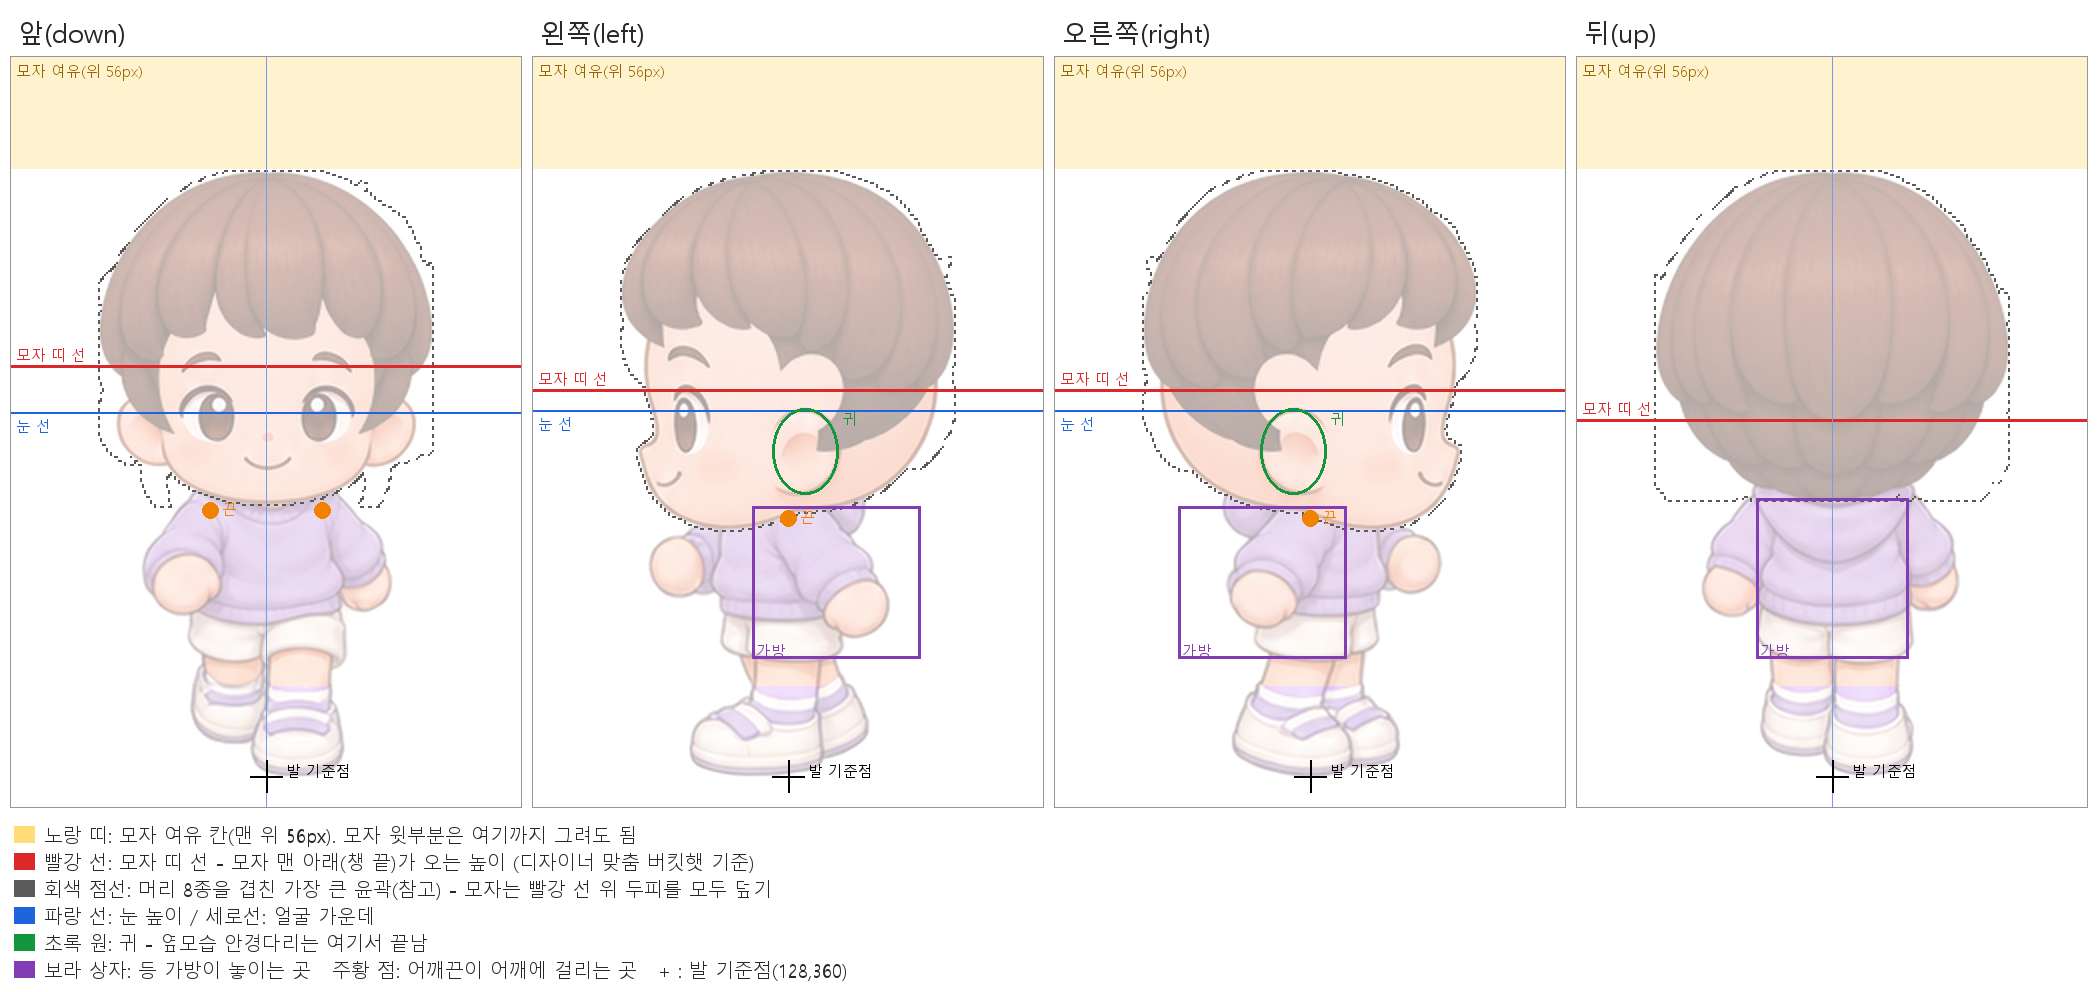 앞(down)
모자 여유(위 56px)
모자 띠 선
눈 선
끈
발 기준점
왼쪽(left)
모자 여유(위 56px)
모자 띠 선
눈 선
귀
끈
가방
발 기준점
오른쪽(right)
모자 여유(위 56px)
모자 띠 선
눈 선
귀
끈
가방
발 기준점
뒤(up)
모자 여유(위 56px)
모자 띠 선
가방
발 기준점
노랑 띠: 모자 여유 칸(맨 위 56px). 모자 윗부분은 여기까지 그려도 됨
빨강 선: 모자 띠 선 - 모자 맨 아래(챙 끝)가 오는 높이 (디자이너 맞춤 버킷햇 기준)
회색 점선: 머리 8종을 겹친 가장 큰 윤곽(참고) - 모자는 빨강 선 위 두피를 모두 덮기
파랑 선: 눈 높이 / 세로선: 얼굴 가운데
초록 원: 귀 - 옆모습 안경다리는 여기서 끝남
보라 상자: 등 가방이 놓이는 곳 주황 점: 어깨끈이 어깨에 걸리는 곳 + : 발 기준점(128,360)